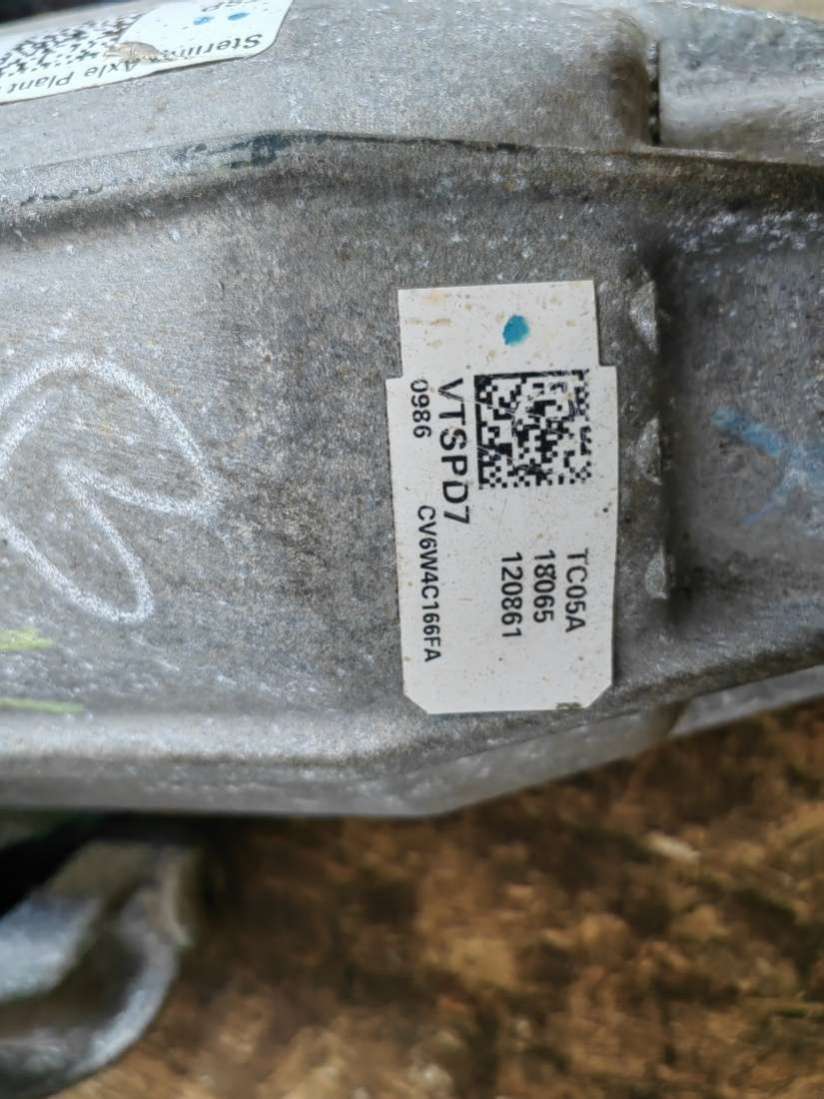 Sterling Axle Plant
TC05A
18065
120861
VTSPD7
0986
CV6W4C166FA